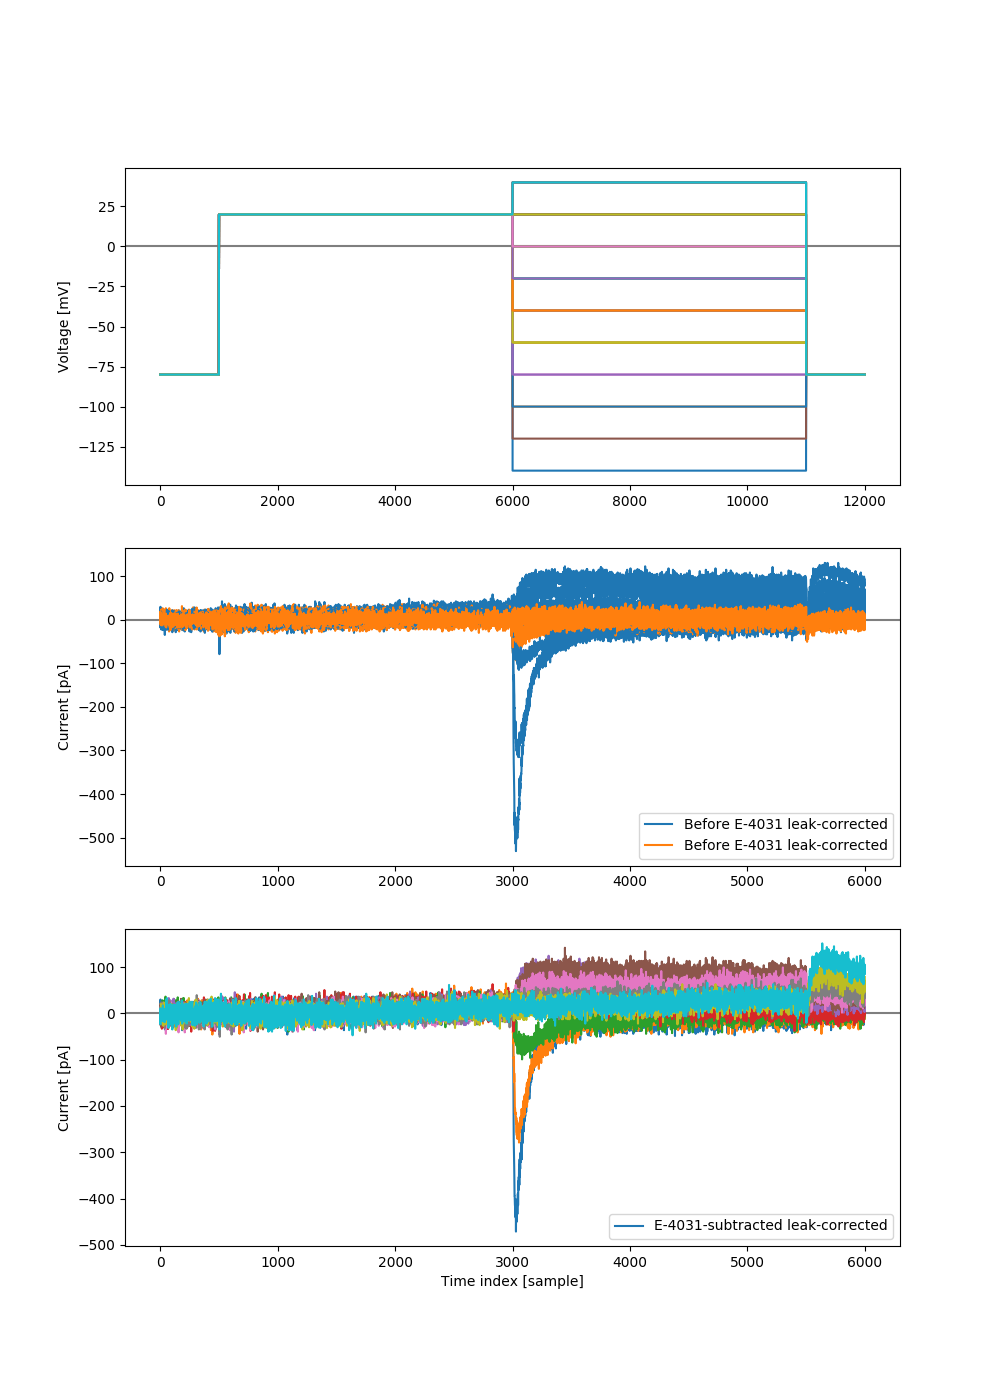 25
0
−25
−50
−75
−100
−125
Voltage [mV]
0 2000 4000 6000 8000 10000 12000
100
0
−100
−200
−300
−400
−500
Current [pA]
Before E-4031 leak-corrected
Before E-4031 leak-corrected
0 1000 2000 3000 4000 5000 6000
100
0
−100
−200
−300
−400
−500
Current [pA]
E-4031-subtracted leak-corrected
0 1000 2000 3000 4000 5000 6000
Time index [sample]